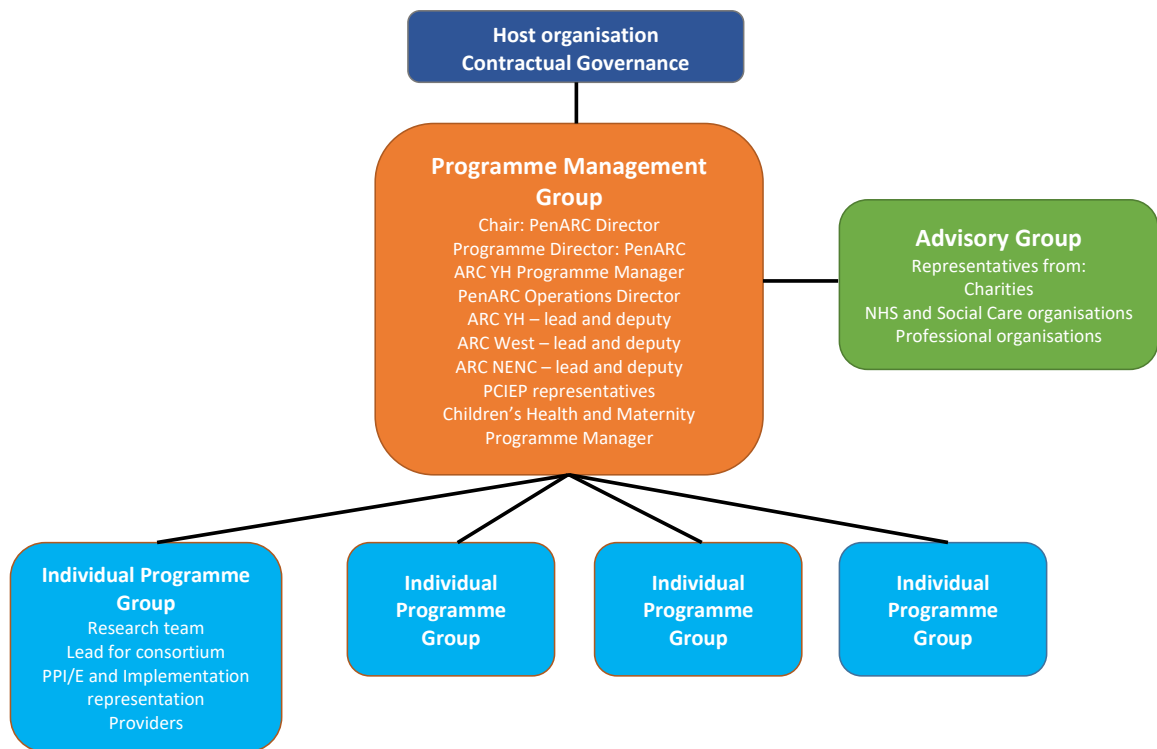 Host organisation
Contractual Governance
Programme Management
Group
Chair: PenARC Director
Programme Director: PenARC
ARC YH Programme Manager
PenARC Operations Director
ARC YH – lead and deputy
ARC West – lead and deputy
ARC NENC – lead and deputy
PCIEP representatives
Children’s Health and Maternity
Programme Manager
Advisory Group
Representatives from:
Charities
NHS and Social Care organisations
Professional organisations
Individual Programme
Group
Research team
Lead for consortium
PPI/E and Implementation
representation
Providers
Individual
Programme
Group
Individual
Programme
Group
Individual
Programme
Group